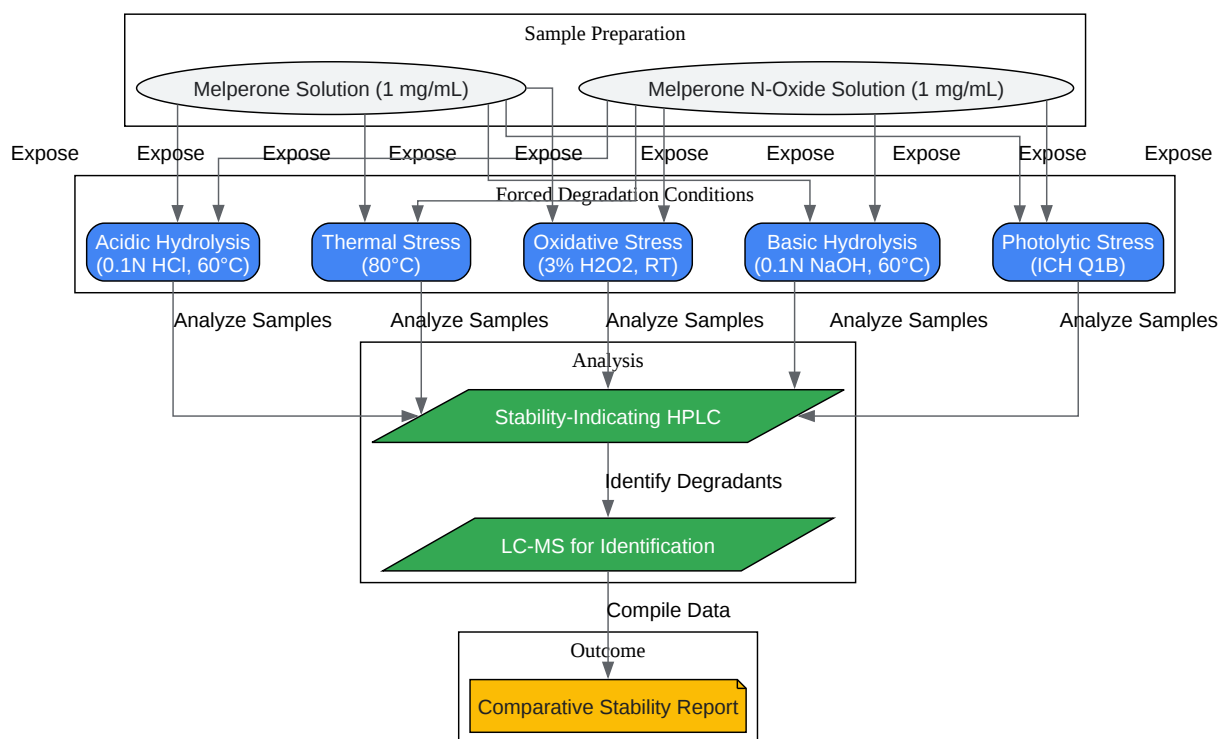 Sample Preparation
Melperone Solution (1 mg/mL)
Melperone N-Oxide Solution (1 mg/mL)
Expose
Expose
Expose
Expose
Expose
Expose
Expose
Expose
Expose
Expose
Forced Degradation Conditions
Acidic Hydrolysis
(0.1N HCl, 60°C)
Thermal Stress
(80°C)
Oxidative Stress
(3% H2O2, RT)
Basic Hydrolysis
(0.1N NaOH, 60°C)
Photolytic Stress
(ICH Q1B)
Analyze Samples
Analyze Samples
Analyze Samples
Analyze Samples
Analyze Samples
Analysis
Stability-Indicating HPLC
Identify Degradants
LC-MS for Identification
Compile Data
Outcome
Comparative Stability Report